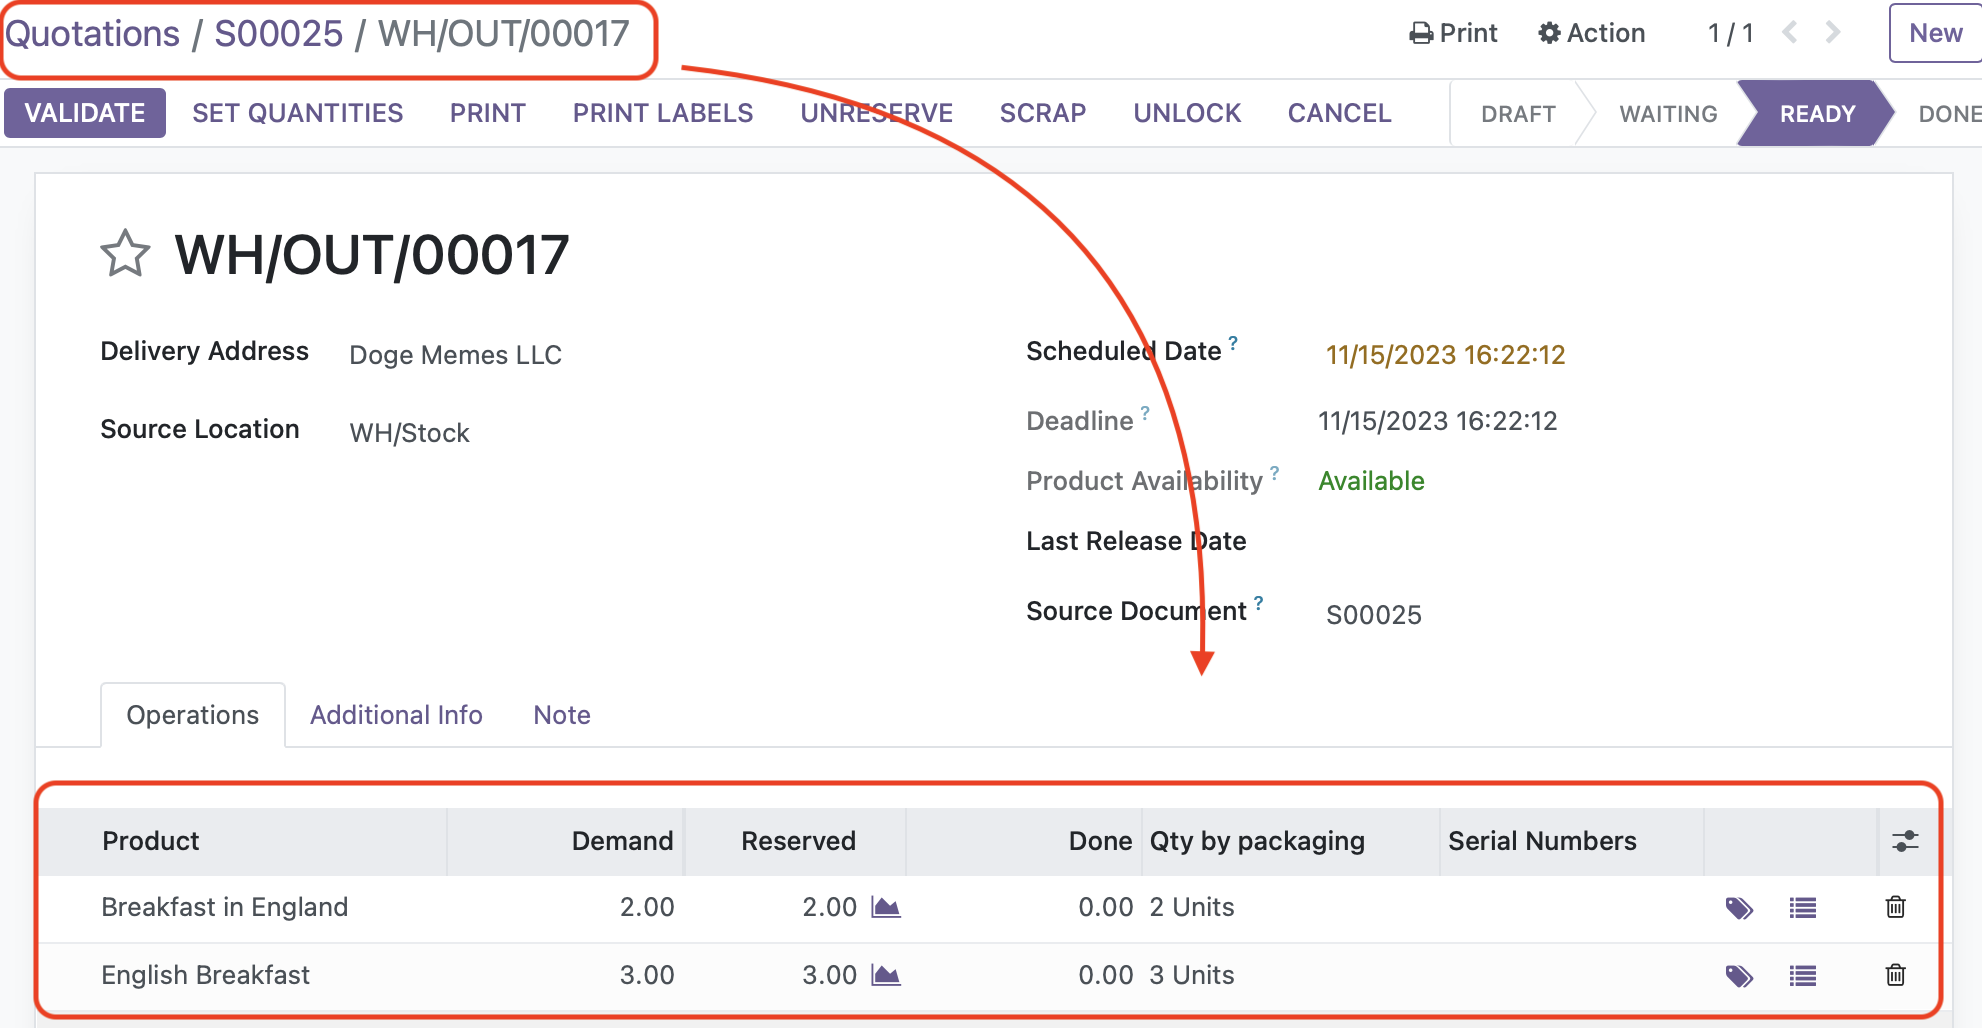 Quotations / S00025 / WH/OUT/00017 Print Action 1 / 1 New
VALIDATE SET QUANTITIES PRINT PRINT LABELS UNRESERVE SCRAP UNLOCK CANCEL DRAFT WAITING READY DONE
WH/OUT/00017
Delivery Address Doge Memes LLC Scheduled Date ? 11/15/2023 16:22:12
Deadline ? 11/15/2023 16:22:12
Source Location WH/Stock
Product Availability ? Available
Last Release Date
Source Document ? S00025
Operations Additional Info Note
Product Demand Reserved Done Qty by packaging Serial Numbers
Breakfast in England 2.00 2.00 0.00 2 Units
English Breakfast 3.00 3.00 0.00 3 Units